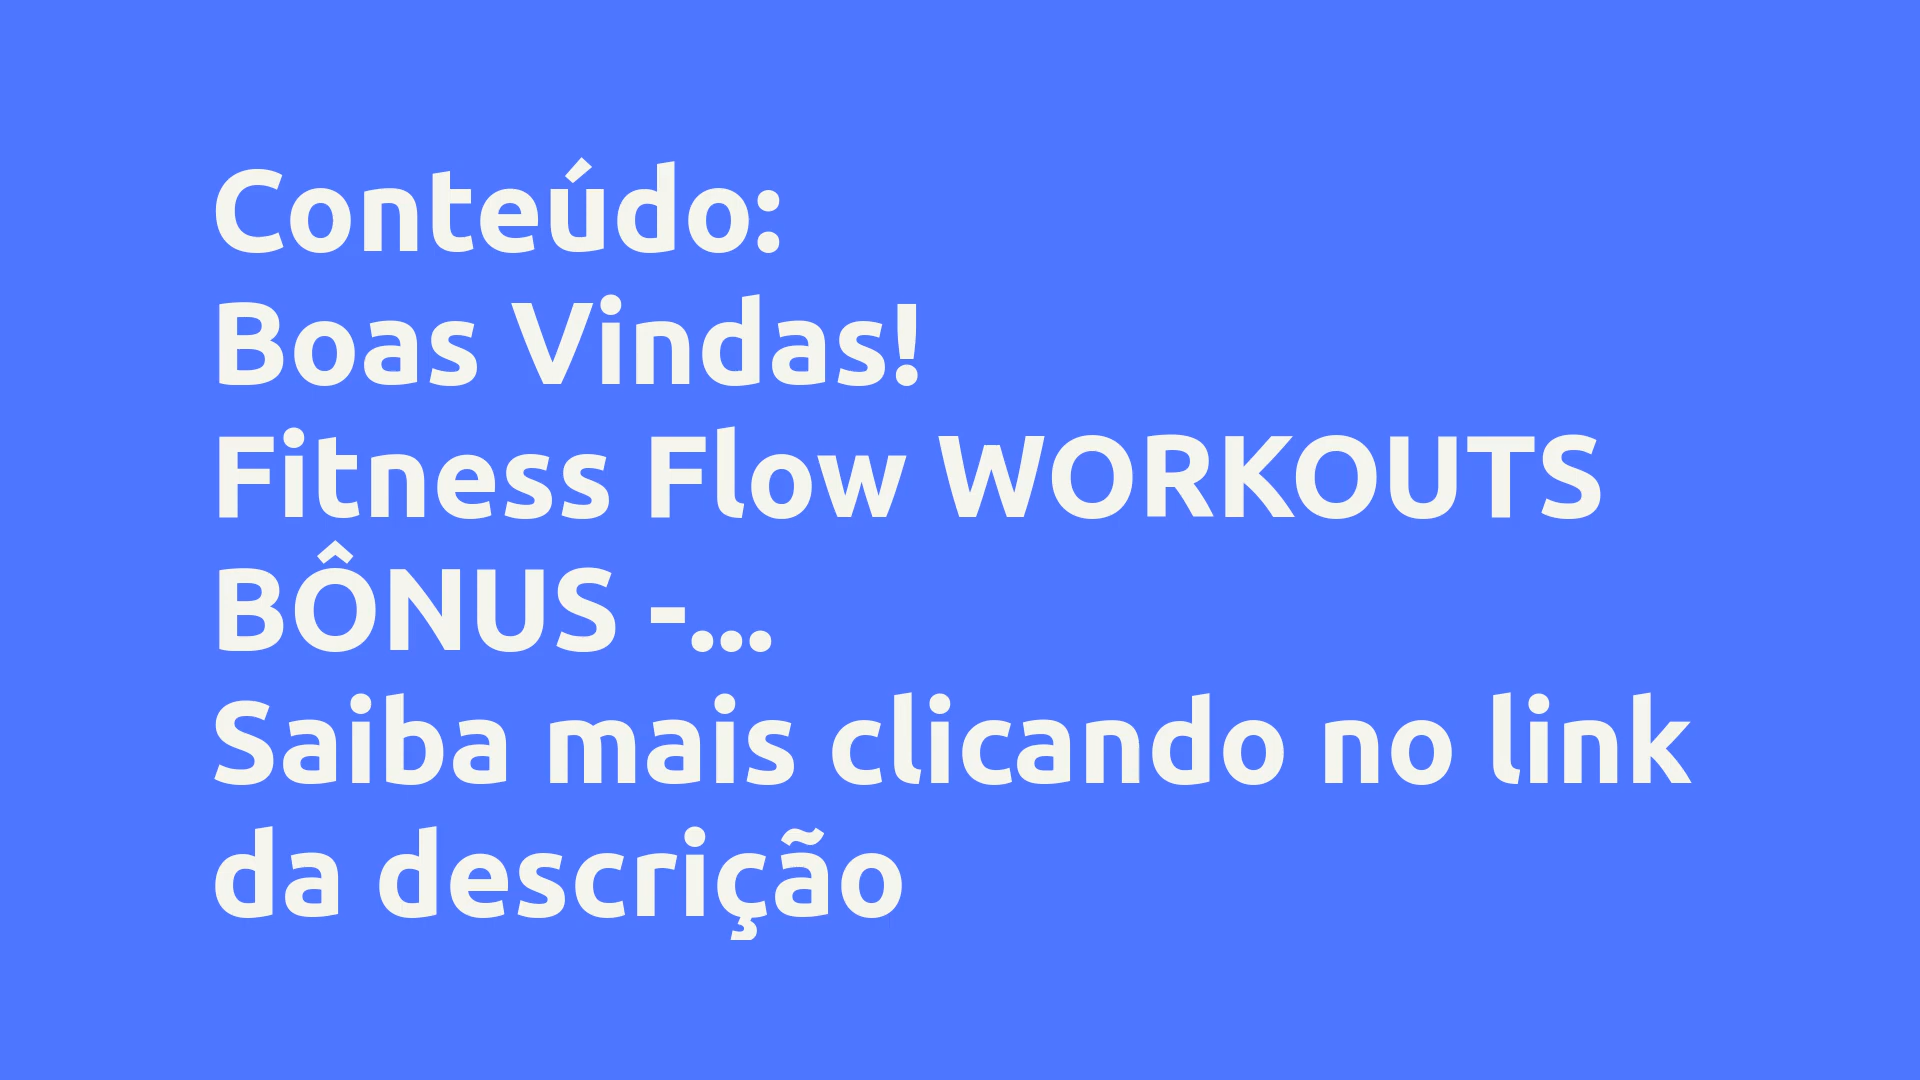 Conteúdo:
Boas Vindas!
Fitness Flow WORKOUTS
BÔNUS -...
Saiba mais clicando no link
da descrição